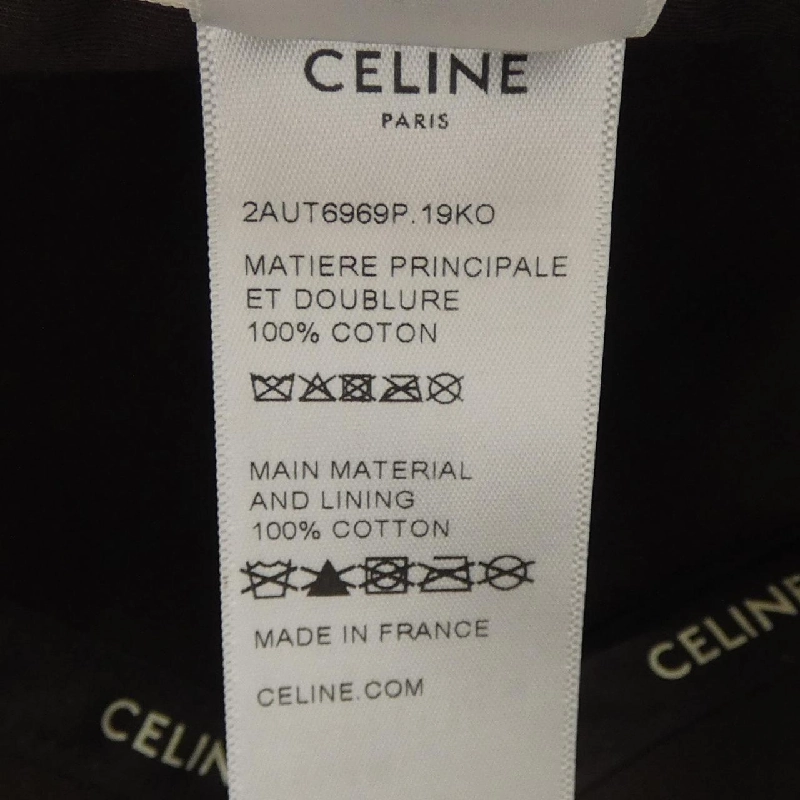 CELINE
PARIS
2AUT6969P.19KO
MATIERE PRINCIPALE
ET DOUBLURE
100% COTON
MAIN MATERIAL
AND LINING
100% COTTON
MADE IN FRANCE
CELINE.COM
CELIN
CELINE